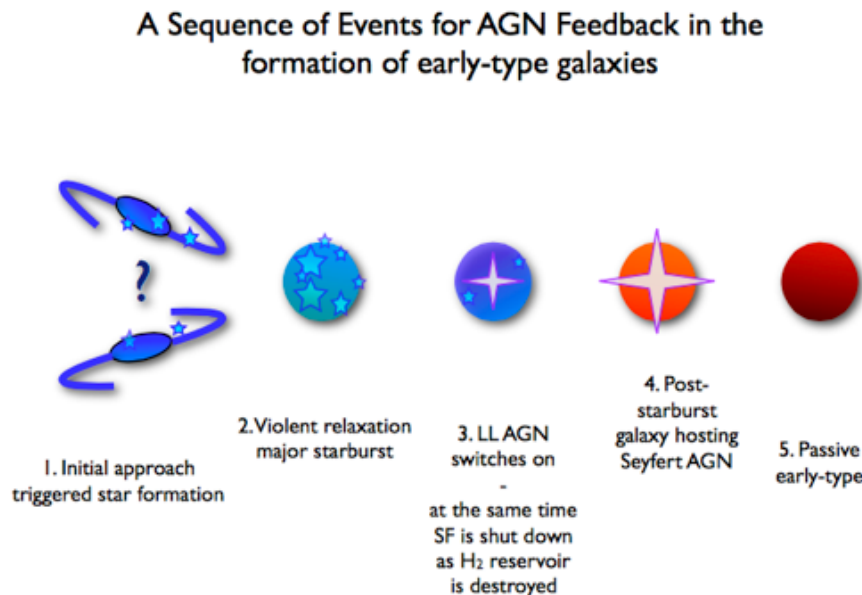 A Sequence of Events for AGN Feedback in the
formation of early-type galaxies
?
1. Initial approach
triggered star formation
2. Violent relaxation
major starburst
3. LL AGN
switches on
-
at the same time
SF is shut down
as H₂ reservoir
is destroyed
4. Post-
starburst
galaxy hosting
Seyfert AGN
5. Passive
early-type